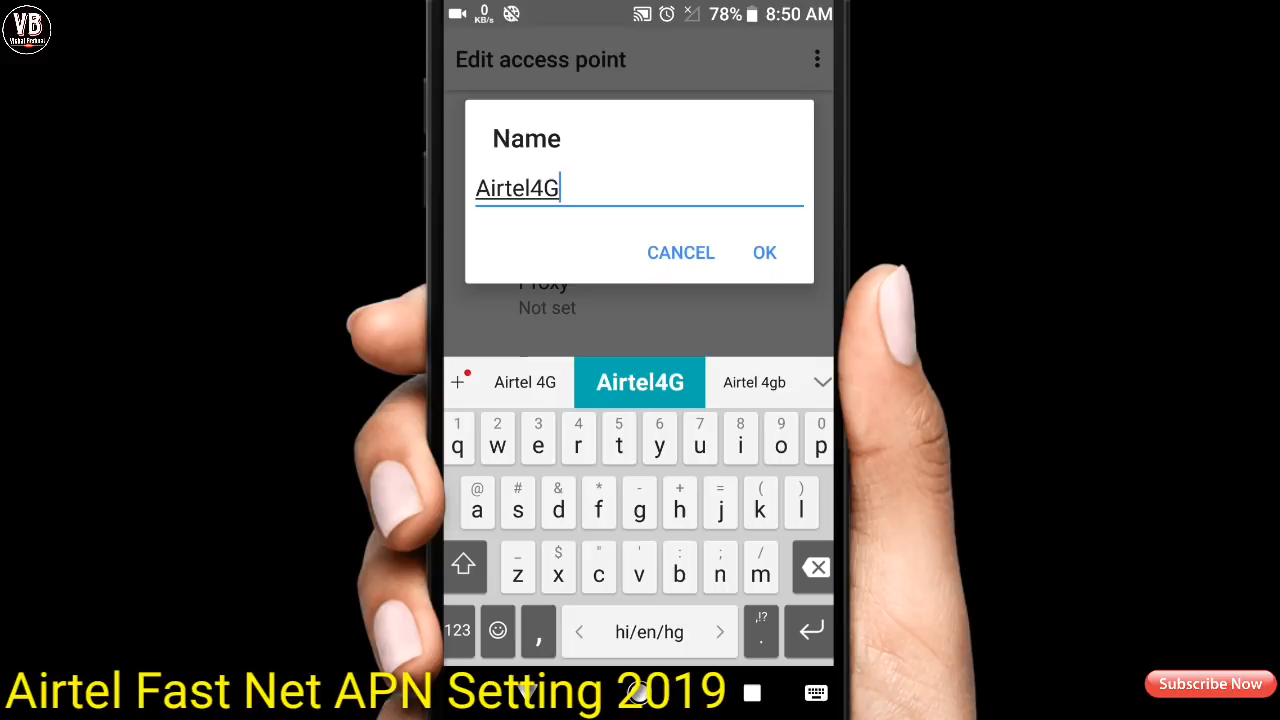 VB
Vishal Prahvai
0
KB/s
78% 8:50 AM
Edit access point
Name
Airtel4G
CANCEL OK
Proxy
Not set
+ Airtel 4G Airtel4G Airtel 4gb
1 2 3 4 5 6 7 8 9 0
q w e r t y u i o p
@ # & * - + = ( )
a s d f g h j k l
_ $ " ' : ; /
z x c v b n m
,!?
123 , < hi/en/hg > .
Airtel Fast Net APN Setting 2019
Subscribe Now